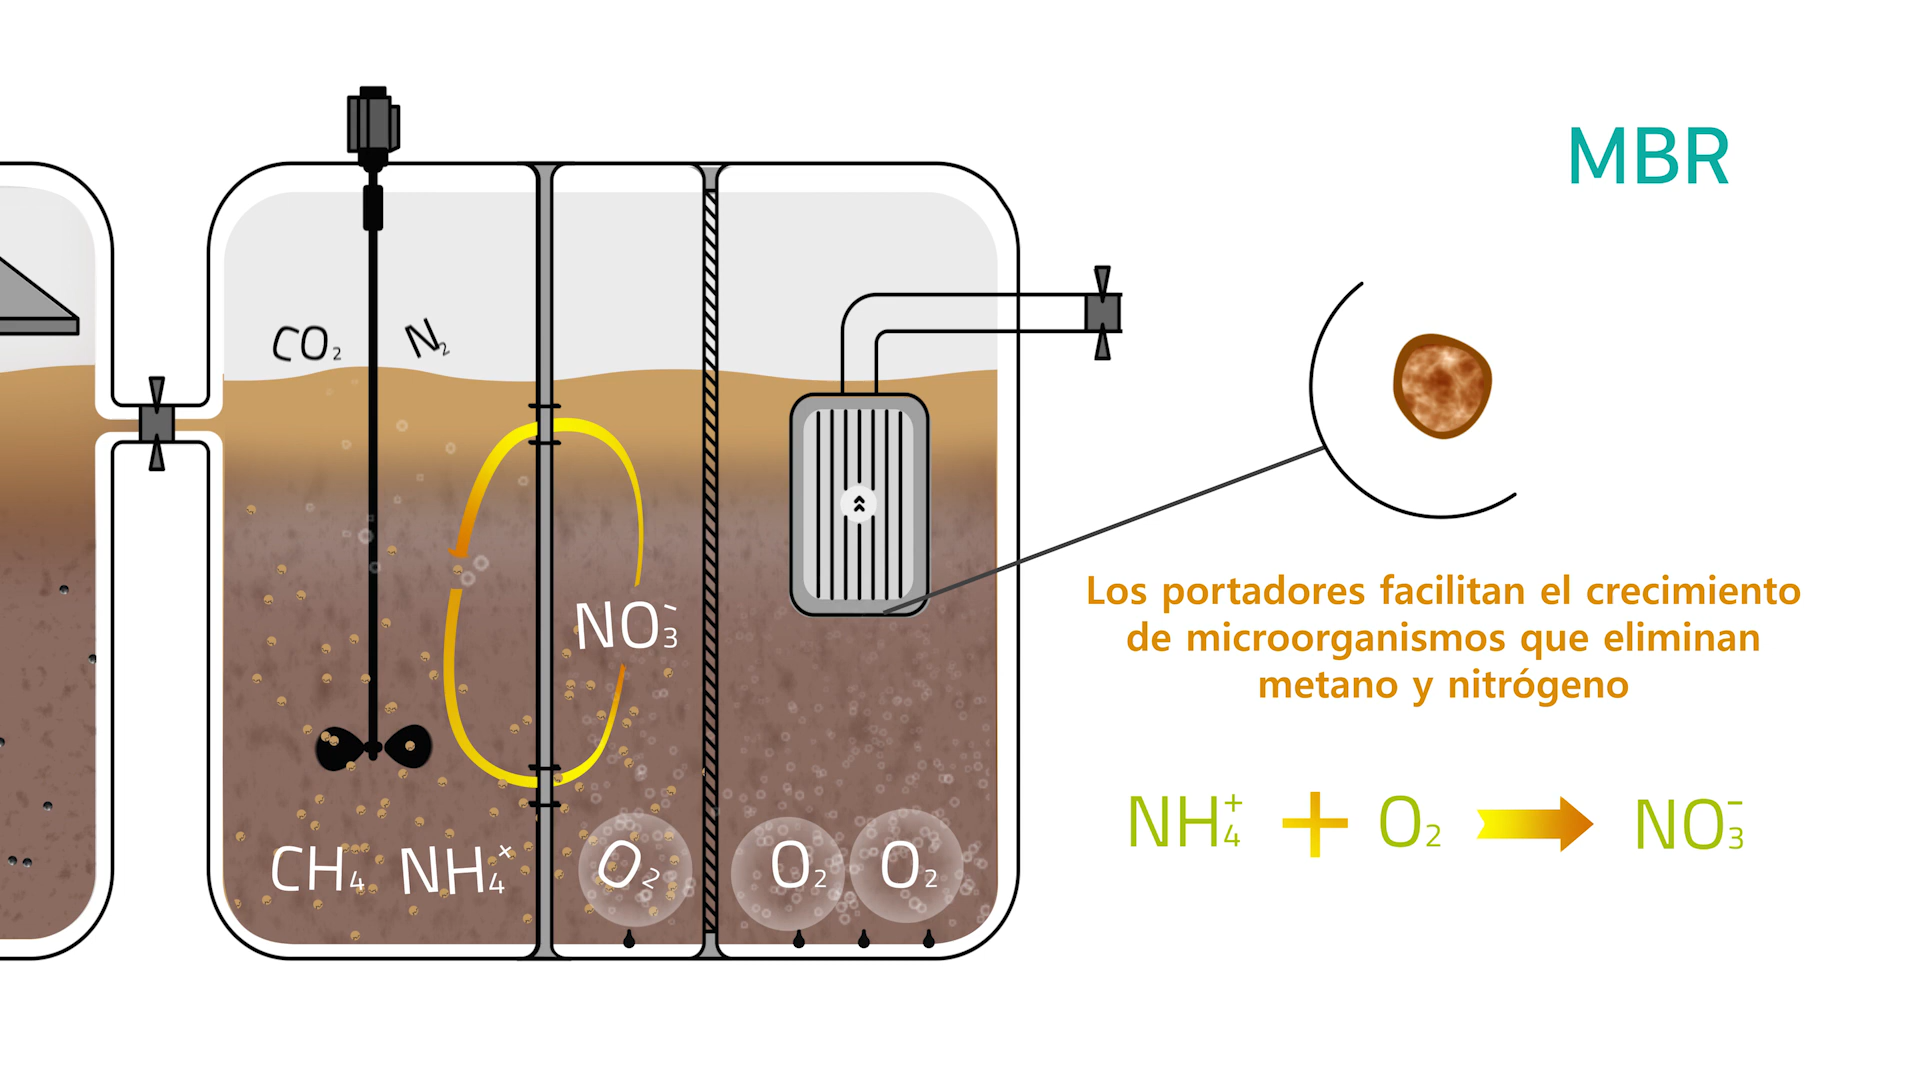 MBR
CO₂
N₂
NO₃⁻
Los portadores facilitan el crecimiento
de microorganismos que eliminan
metano y nitrógeno
NH₄⁺ + O₂ → NO₃⁻
CH₄ NH₄⁺ O₂ O₂ O₂